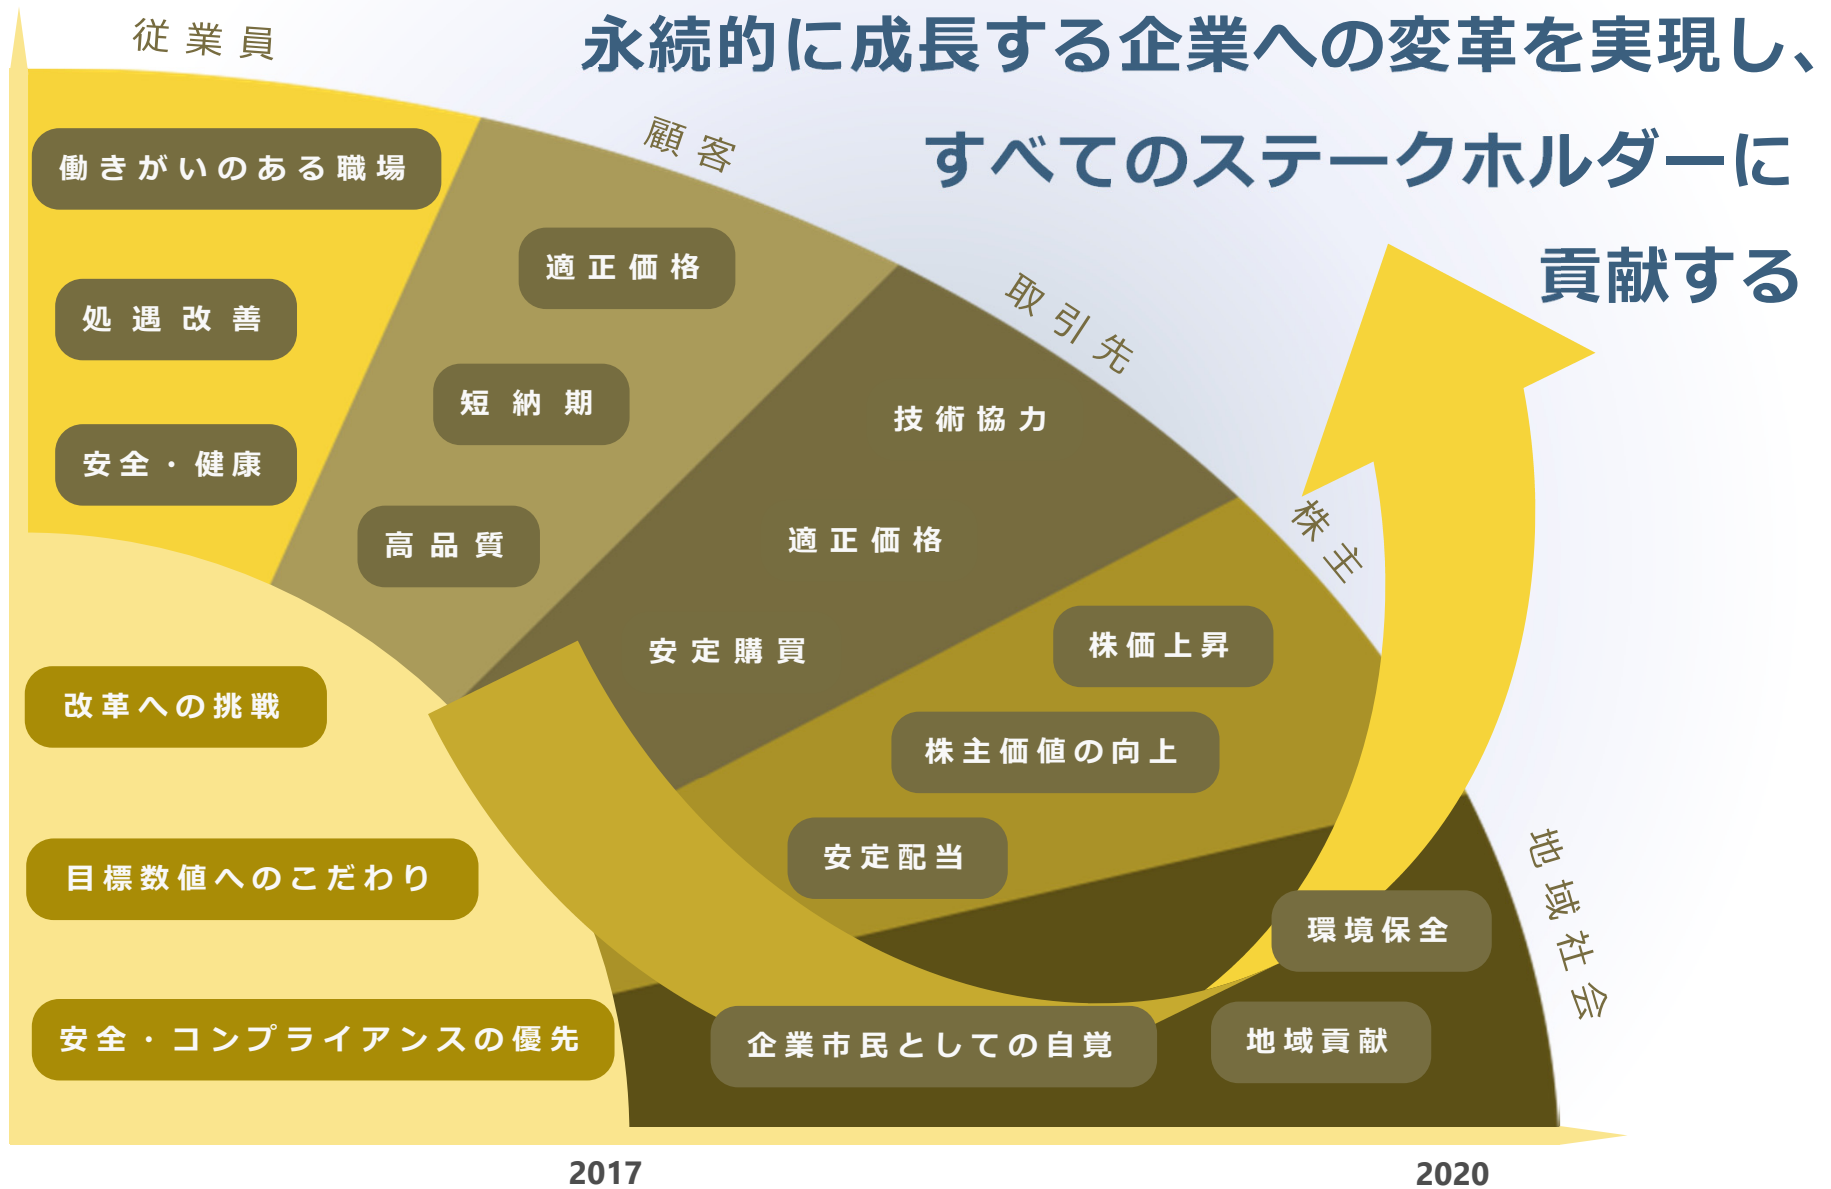 永続的に成長する企業への変革を実現し、
すべてのステークホルダーに
貢献する
従業員
働きがいのある職場
処遇改善
安全・健康
顧客
適正価格
短納期
高品質
取引先
技術協力
適正価格
安定購買
株主
株価上昇
株主価値の向上
安定配当
地域社会
環境保全
地域貢献
企業市民としての自覚
改革への挑戦
目標数値へのこだわり
安全・コンプライアンスの優先
2017
2020